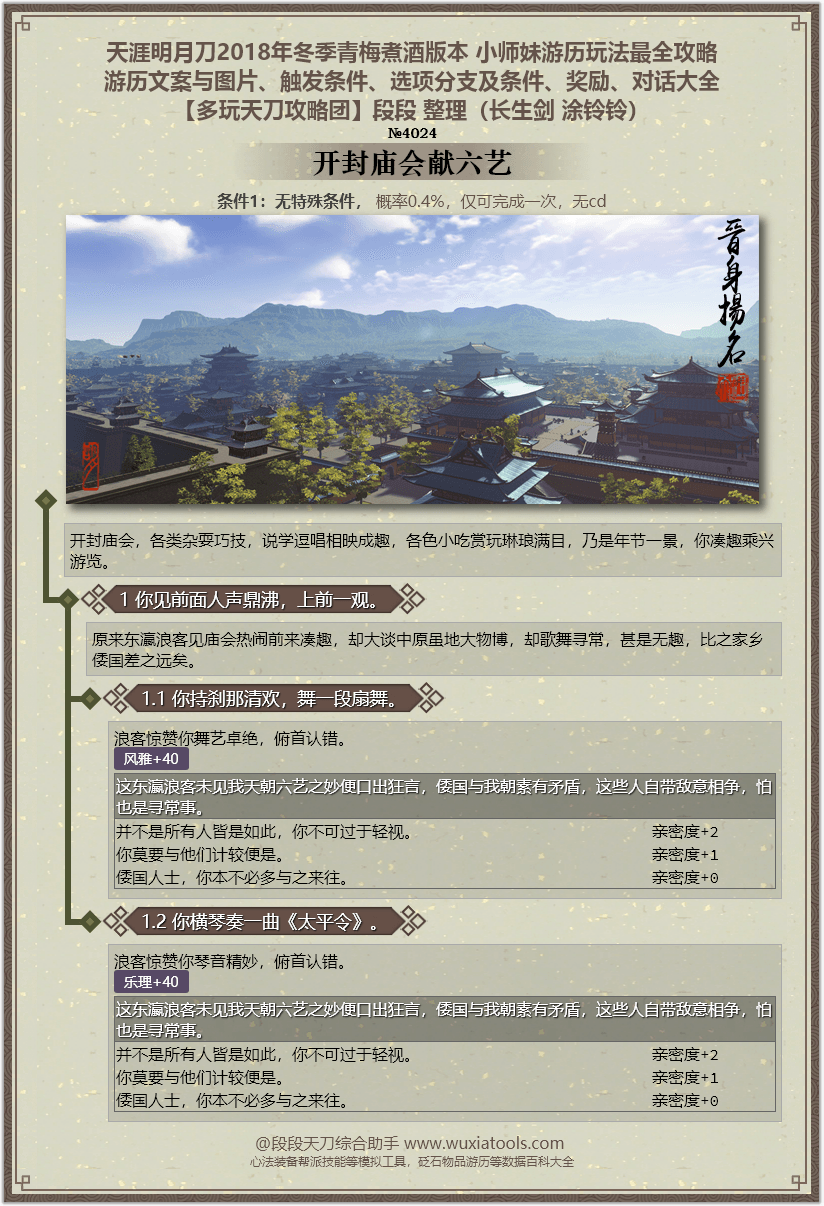 天涯明月刀2018年冬季青梅煮酒版本 小师妹游历玩法最全攻略
游历文案与图片、触发条件、选项分支及条件、奖励、对话大全
【多玩天刀攻略团】段段 整理（长生剑 涂铃铃）
№4024
开封庙会献六艺
条件1：无特殊条件， 概率0.4%，仅可完成一次，无cd
晋身揚名
开封庙会，各类杂耍巧技，说学逗唱相映成趣，各色小吃赏玩琳琅满目，乃是年节一景，你凑趣乘兴
游览。
1 你见前面人声鼎沸，上前一观。
原来东瀛浪客见庙会热闹前来凑趣，却大谈中原虽地大物博，却歌舞寻常，甚是无趣，比之家乡
倭国差之远矣。
1.1 你持刹那清欢，舞一段扇舞。
浪客惊赞你舞艺卓绝，俯首认错。
风雅+40
这东瀛浪客未见我天朝六艺之妙便口出狂言，倭国与我朝素有矛盾，这些人自带敌意相争，怕
也是寻常事。
并不是所有人皆是如此，你不可过于轻视。 亲密度+2
你莫要与他们计较便是。 亲密度+1
倭国人士，你本不必多与之来往。 亲密度+0
1.2 你横琴奏一曲《太平令》。
浪客惊赞你琴音精妙，俯首认错。
乐理+40
这东瀛浪客未见我天朝六艺之妙便口出狂言，倭国与我朝素有矛盾，这些人自带敌意相争，怕
也是寻常事。
并不是所有人皆是如此，你不可过于轻视。 亲密度+2
你莫要与他们计较便是。 亲密度+1
倭国人士，你本不必多与之来往。 亲密度+0
@段段天刀综合助手 www.wuxiatools.com
心法装备帮派技能等模拟工具，砭石物品游历等数据百科大全